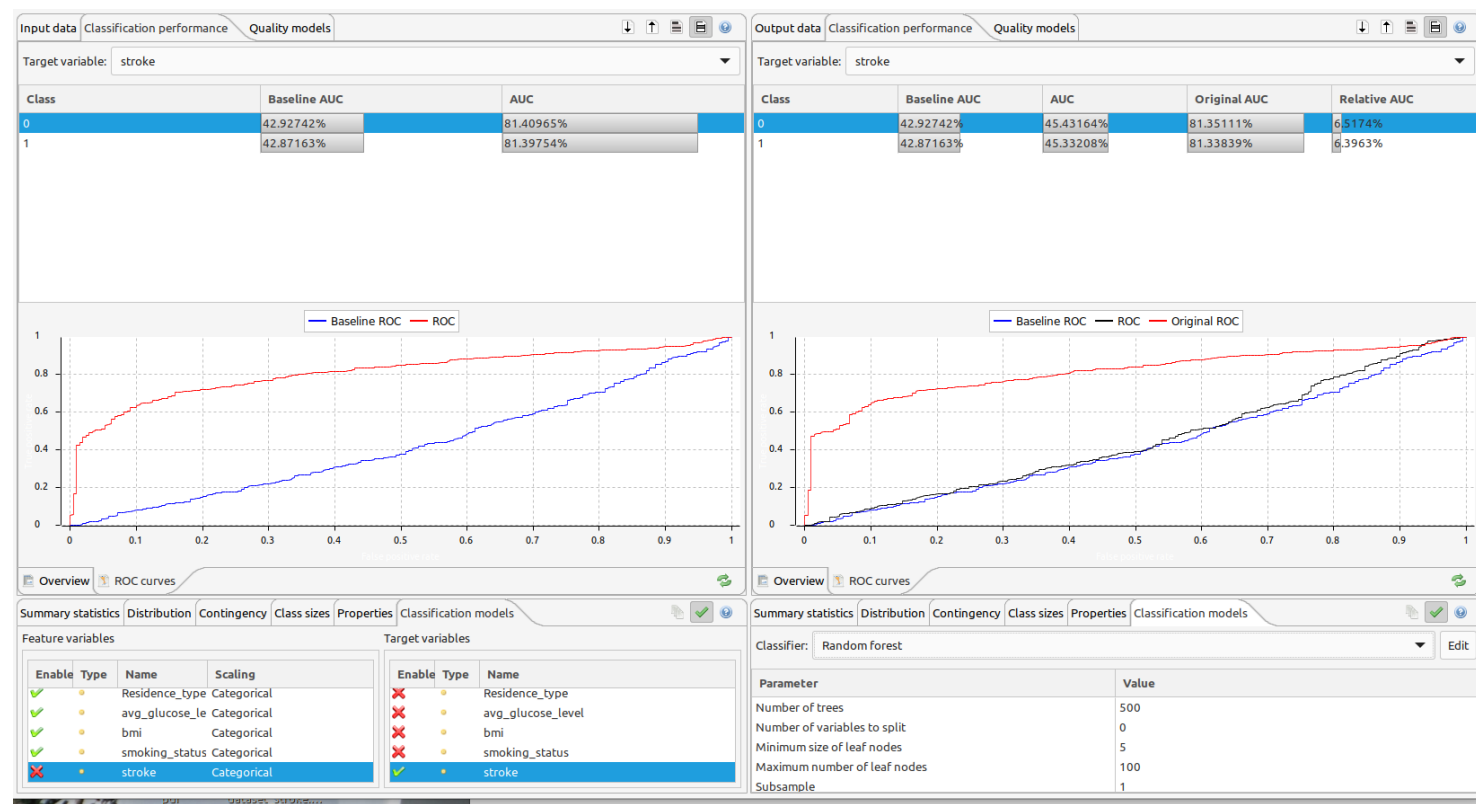 Input data Classification performance Quality models
Target variable: stroke
Class Baseline AUC AUC
0 42.92742% 81.40965%
1 42.87163% 81.39754%
Baseline ROC ROC
1
0.8
0.6
0.4
0.2
0
0 0.1 0.2 0.3 0.4 0.5 0.6 0.7 0.8 0.9 1
Overview ROC curves
Summary statistics Distribution Contingency Class sizes Properties Classification models
Feature variables Target variables
Enable Type Name Scaling Enable Type Name
Residence_type Categorical Residence_type
avg_glucose_le Categorical avg_glucose_level
bmi Categorical bmi
smoking_status Categorical smoking_status
stroke Categorical stroke
Output data Classification performance Quality models
Target variable: stroke
Class Baseline AUC AUC Original AUC Relative AUC
0 42.92742% 45.43164% 81.35111% 6.5174%
1 42.87163% 45.33208% 81.33839% 6.3963%
Baseline ROC ROC Original ROC
1
0.8
0.6
0.4
0.2
0
0 0.1 0.2 0.3 0.4 0.5 0.6 0.7 0.8 0.9 1
Overview ROC curves
Summary statistics Distribution Contingency Class sizes Properties Classification models
Classifier: Random forest Edit
Parameter Value
Number of trees 500
Number of variables to split 0
Minimum size of leaf nodes 5
Maximum number of leaf nodes 100
Subsample 1